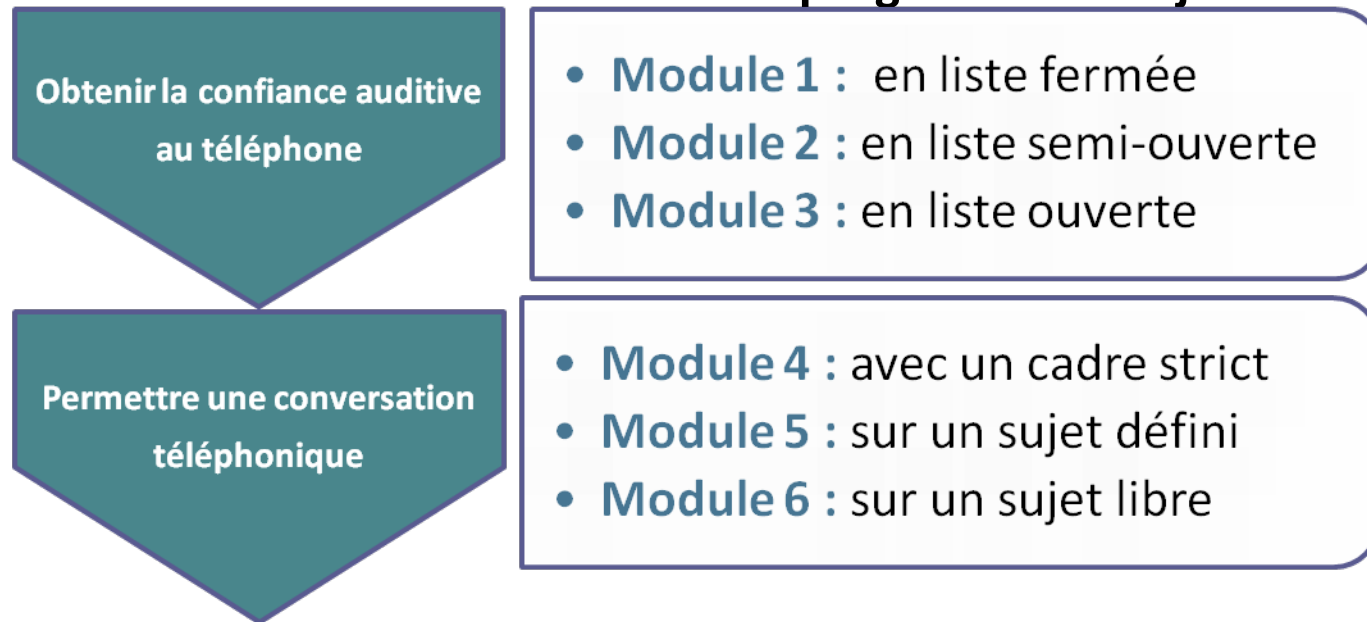 Obtenir la confiance auditive
au téléphone
• Module 1 : en liste fermée
• Module 2 : en liste semi-ouverte
• Module 3 : en liste ouverte
Permettre une conversation
téléphonique
• Module 4 : avec un cadre strict
• Module 5 : sur un sujet défini
• Module 6 : sur un sujet libre